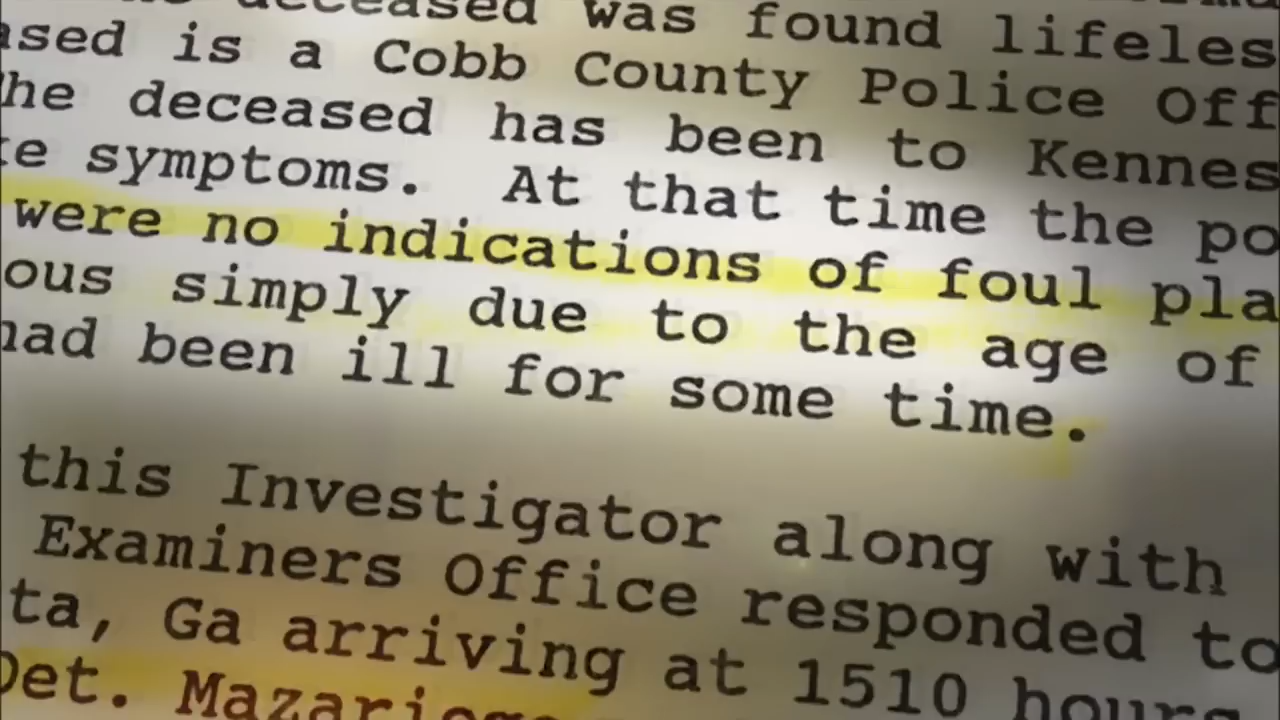 deceased was found lifeles
ased is a Cobb County Police Off
he deceased has been to Kennes
e symptoms. At that time the po
were no indications of foul pla
ous simply due to the age of
had been ill for some time.
this Investigator along with
Examiners Office responded to
ta, Ga arriving at 1510 hours
Det. Mazarieg